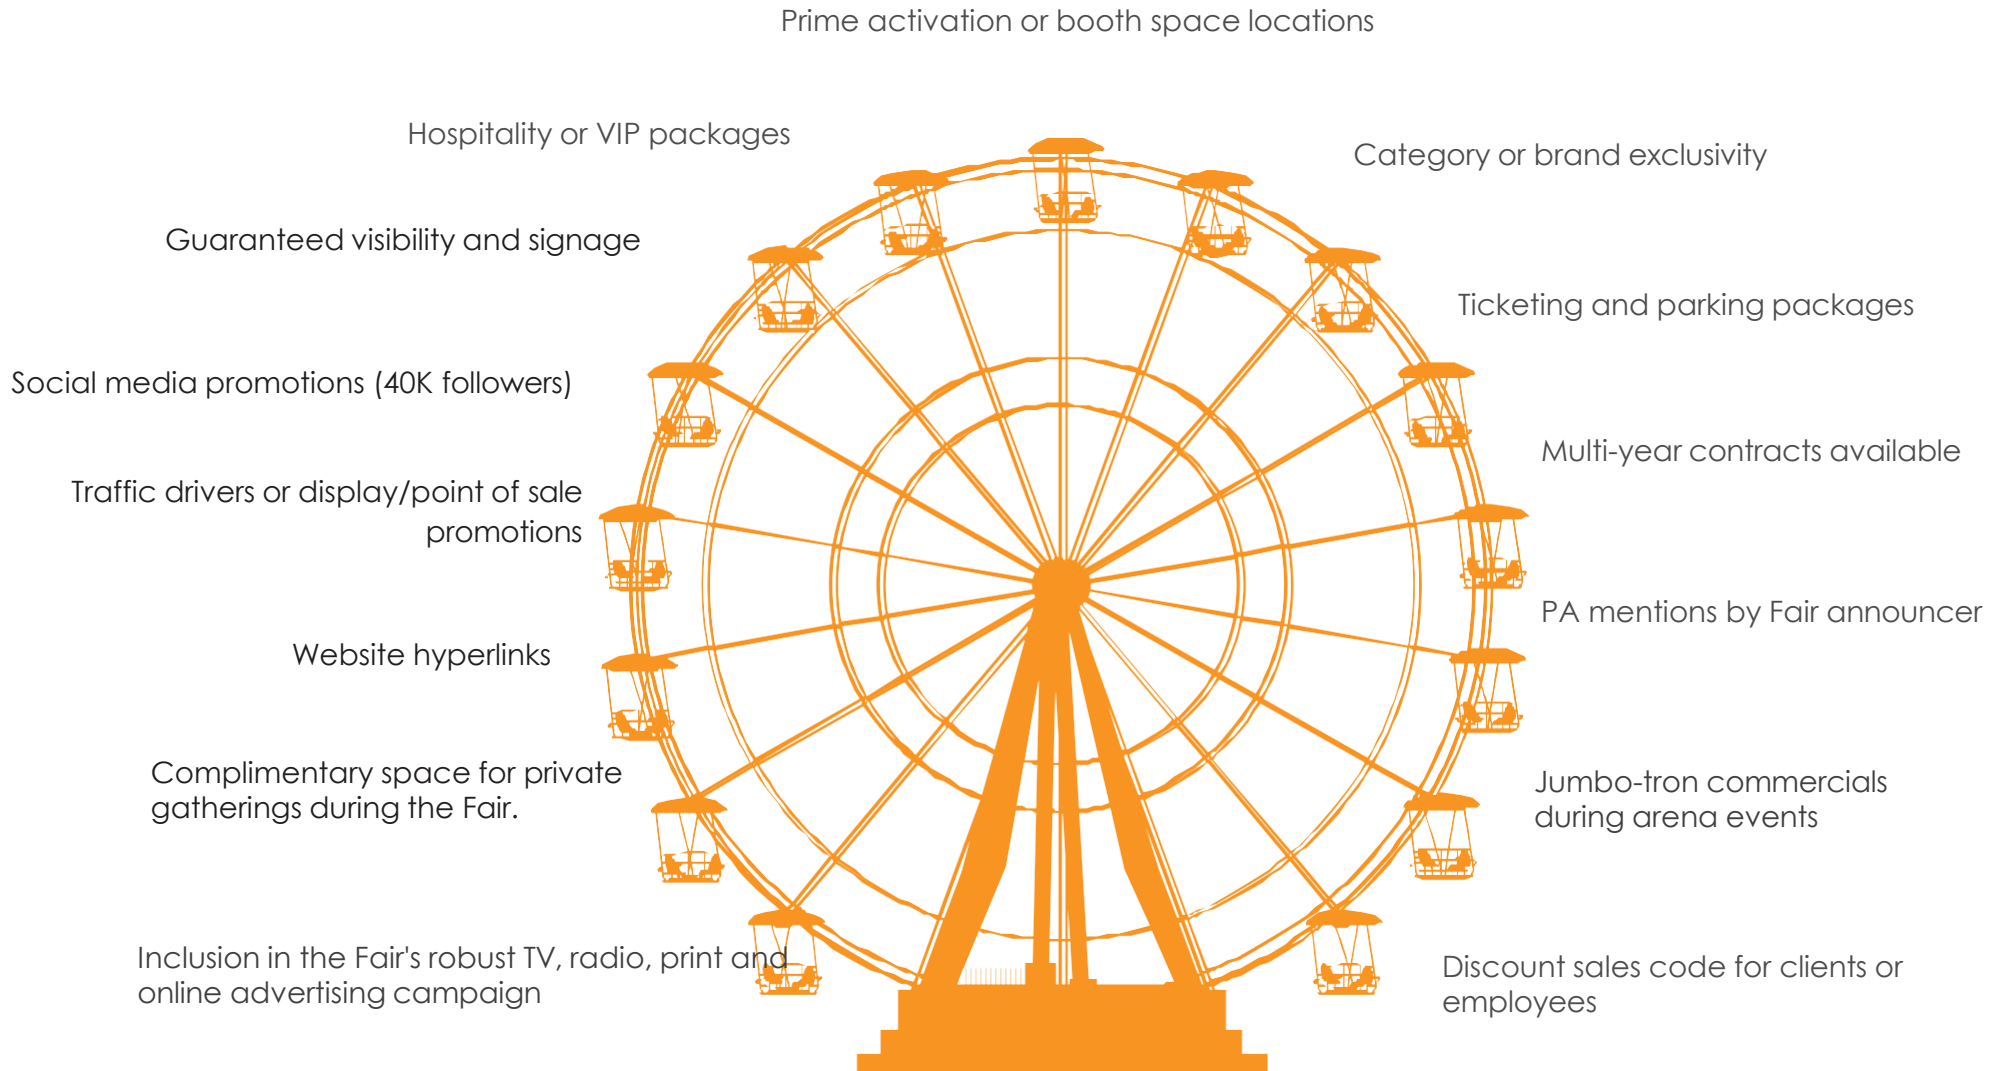 Prime activation or booth space locations
Hospitality or VIP packages
Category or brand exclusivity
Guaranteed visibility and signage
Ticketing and parking packages
Social media promotions (40K followers)
Multi-year contracts available
Traffic drivers or display/point of sale
promotions
PA mentions by Fair announcer
Website hyperlinks
Complimentary space for private
gatherings during the Fair.
Jumbo-tron commercials
during arena events
Inclusion in the Fair's robust TV, radio, print and
online advertising campaign
Discount sales code for clients or
employees